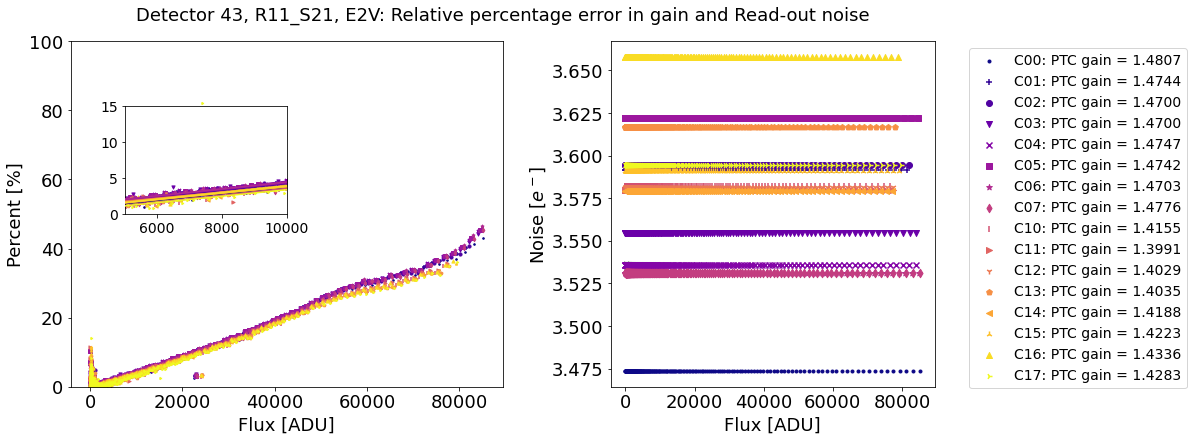 Detector 43, R11_S21, E2V: Relative percentage error in gain and Read-out noise
Percent [%]
100
80
60
40
20
0
15
10
5
0
6000 8000 10000
0 20000 40000 60000 80000
Flux [ADU]
Noise [e⁻]
3.650
3.625
3.600
3.575
3.550
3.525
3.500
3.475
0 20000 40000 60000 80000
Flux [ADU]
C00: PTC gain = 1.4807
C01: PTC gain = 1.4744
C02: PTC gain = 1.4700
C03: PTC gain = 1.4700
C04: PTC gain = 1.4747
C05: PTC gain = 1.4742
C06: PTC gain = 1.4703
C07: PTC gain = 1.4776
C10: PTC gain = 1.4155
C11: PTC gain = 1.3991
C12: PTC gain = 1.4029
C13: PTC gain = 1.4035
C14: PTC gain = 1.4188
C15: PTC gain = 1.4223
C16: PTC gain = 1.4336
C17: PTC gain = 1.4283